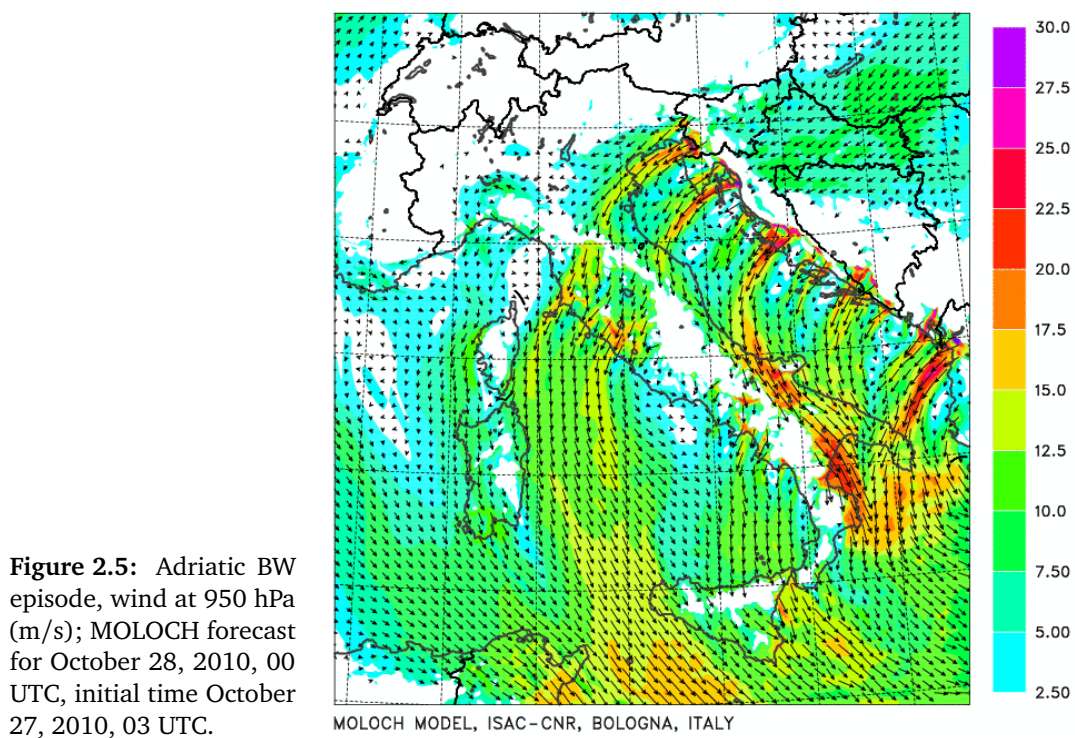 30.0
27.5
25.0
22.5
20.0
17.5
15.0
12.5
10.0
7.50
5.00
2.50
Figure 2.5: Adriatic BW
episode, wind at 950 hPa
(m/s); MOLOCH forecast
for October 28, 2010, 00
UTC, initial time October
27, 2010, 03 UTC.
MOLOCH MODEL, ISAC-CNR, BOLOGNA, ITALY